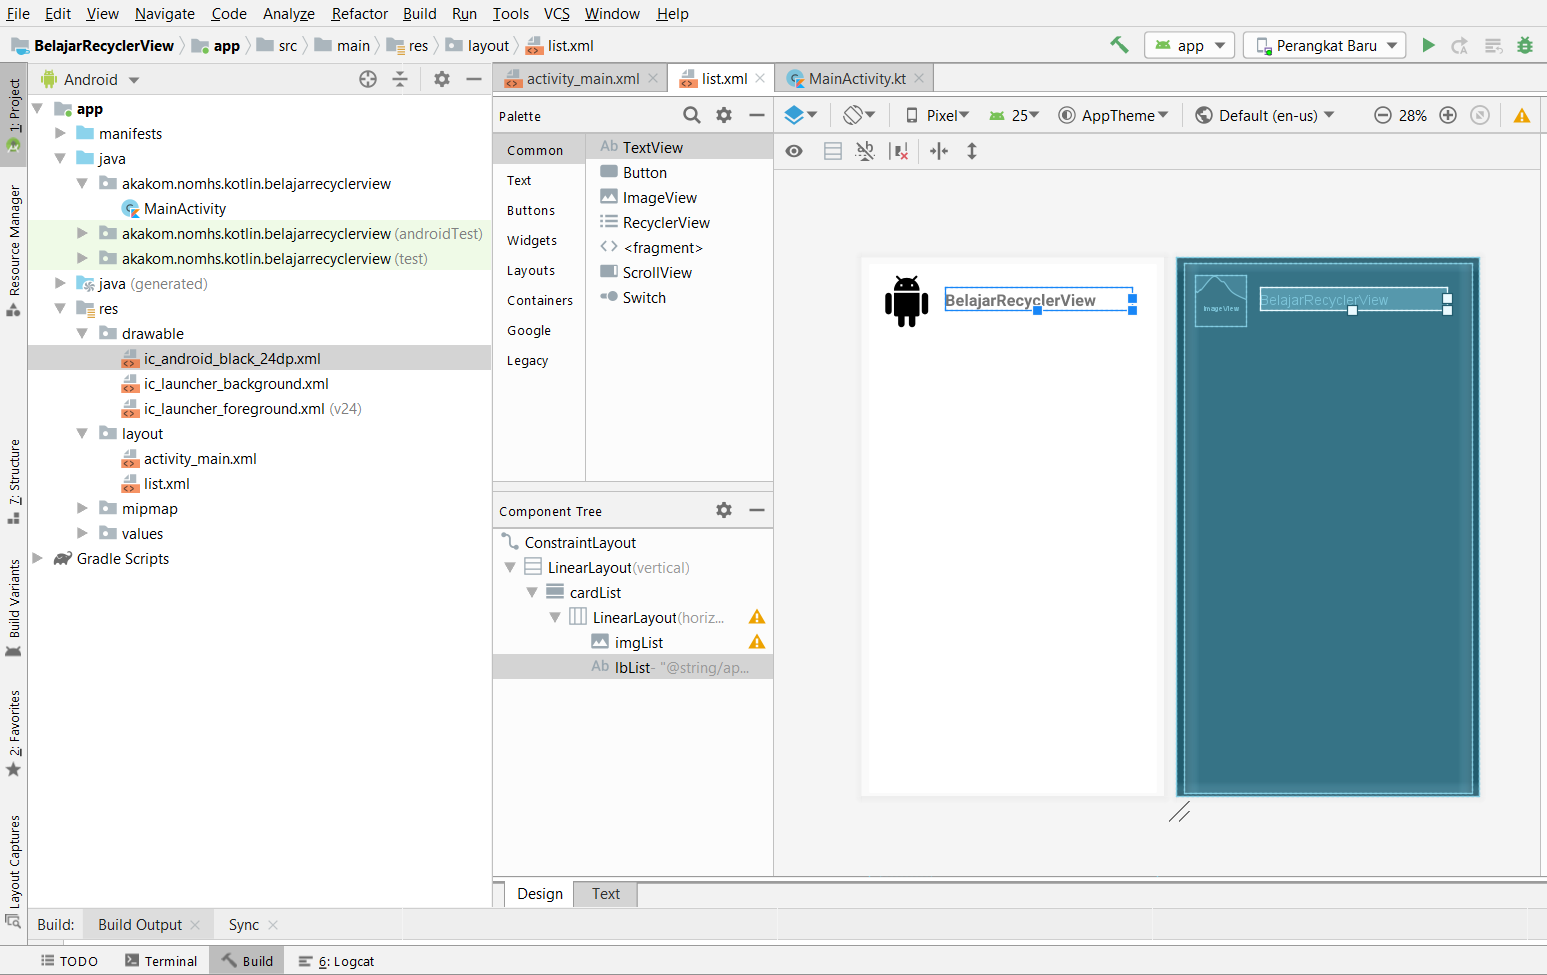 File Edit View Navigate Code Analyze Refactor Build Run Tools VCS Window Help
BelajarRecyclerView app src main res layout list.xml
app Perangkat Baru
1: Project
Resource Manager
7: Structure
Build Variants
2: Favorites
Layout Captures
Android
app
manifests
java
akakom.nomhs.kotlin.belajarrecyclerview
MainActivity
akakom.nomhs.kotlin.belajarrecyclerview (androidTest)
akakom.nomhs.kotlin.belajarrecyclerview (test)
java (generated)
res
drawable
ic_android_black_24dp.xml
ic_launcher_background.xml
ic_launcher_foreground.xml (v24)
layout
activity_main.xml
list.xml
mipmap
values
Gradle Scripts
activity_main.xml list.xml MainActivity.kt
Palette
Common
Text
Buttons
Widgets
Layouts
Containers
Google
Legacy
Ab TextView
Button
ImageView
RecyclerView
<fragment>
ScrollView
Switch
Component Tree
ConstraintLayout
LinearLayout(vertical)
cardList
LinearLayout(horiz...
imgList
Ab lbList- "@string/ap...
Pixel 25 AppTheme Default (en-us) 28%
BelajarRecyclerView
ImageView
BelajarRecyclerView
Design Text
Build: Build Output Sync
TODO Terminal Build 6: Logcat